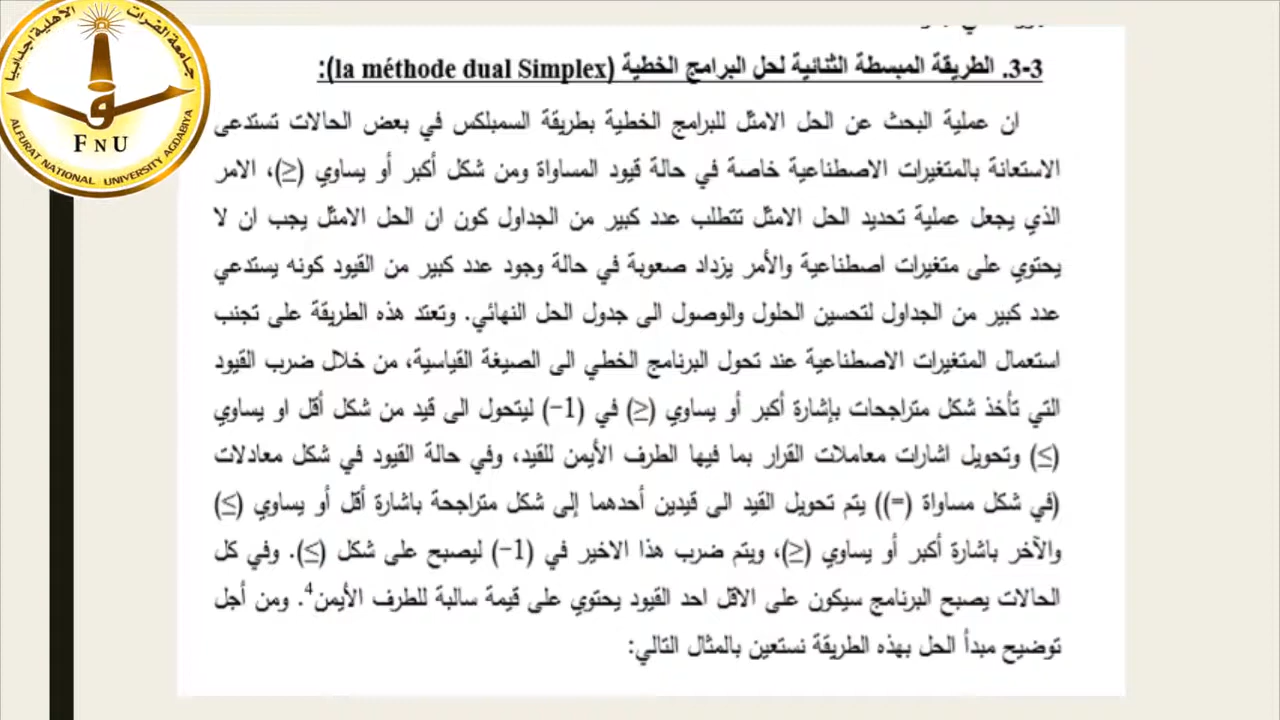 جامعة الفرات الأهلية اجدابيا
FNU
ALFURAT NATIONAL UNIVERSITY AGDABIYA
3-3. الطريقة المبسطة الثنائية لحل البرامج الخطية (la méthode dual Simplex):
ان عملية البحث عن الحل الامثل للبرامج الخطية بطريقة السمبلكس في بعض الحالات تستدعى
الاستعانة بالمتغيرات الاصطناعية خاصة في حالة قيود المساواة ومن شكل أكبر أو يساوي (≥)، الامر
الذي يجعل عملية تحديد الحل الامثل تتطلب عدد كبير من الجداول كون ان الحل الامثل يجب ان لا
يحتوي على متغيرات اصطناعية والأمر يزداد صعوبة في حالة وجود عدد كبير من القيود كونه يستدعي
عدد كبير من الجداول لتحسين الحلول والوصول الى جدول الحل النهائي. وتعتد هذه الطريقة على تجنب
استعمال المتغيرات الاصطناعية عند تحول البرنامج الخطي الى الصيغة القياسية، من خلال ضرب القيود
التي تأخذ شكل متراجحات بإشارة أكبر أو يساوي (≥) في (1-) ليتحول الى قيد من شكل أقل او يساوي
(≤) وتحويل اشارات معاملات القرار بما فيها الطرف الأيمن للقيد، وفي حالة القيود في شكل معادلات
(في شكل مساواة (=)) يتم تحويل القيد الى قيدين أحدهما إلى شكل متراجحة باشارة أقل أو يساوي (≤)
والآخر باشارة أكبر أو يساوي (≥)، ويتم ضرب هذا الاخير في (1-) ليصبح على شكل (≤). وفي كل
الحالات يصبح البرنامج سيكون على الاقل احد القيود يحتوي على قيمة سالبة للطرف الأيمن⁴. ومن أجل
توضيح مبدأ الحل بهذه الطريقة نستعين بالمثال التالي: